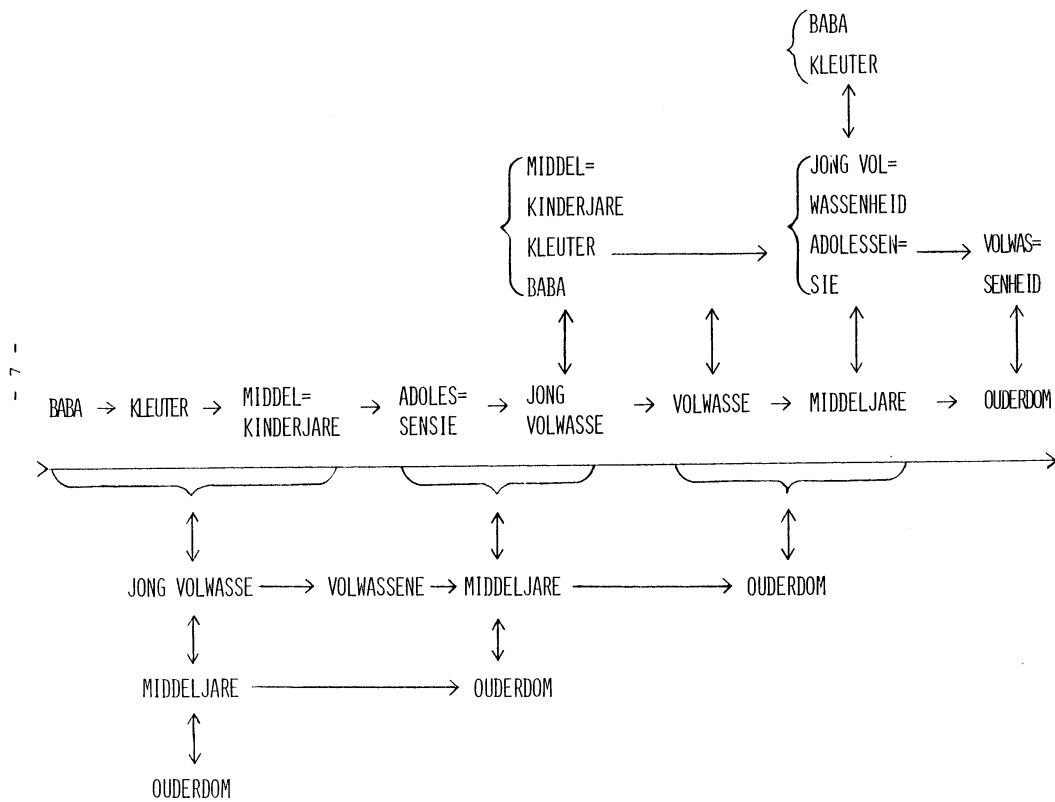 BABA
KLEUTER
MIDDEL=
KINDERJARE
KLEUTER
BABA
JONG VOL=
WASSENHEID
ADOLESSEN=
SIE
VOLWAS=
SENHEID
- 7 -
BABA → KLEUTER → MIDDEL=
KINDERJARE → ADOLES=
SENSIE → JONG
VOLWASSE → VOLWASSE → MIDDELJARE → OUDERDOM
JONG VOLWASSE → VOLWASSENE → MIDDELJARE → OUDERDOM
MIDDELJARE → OUDERDOM
OUDERDOM